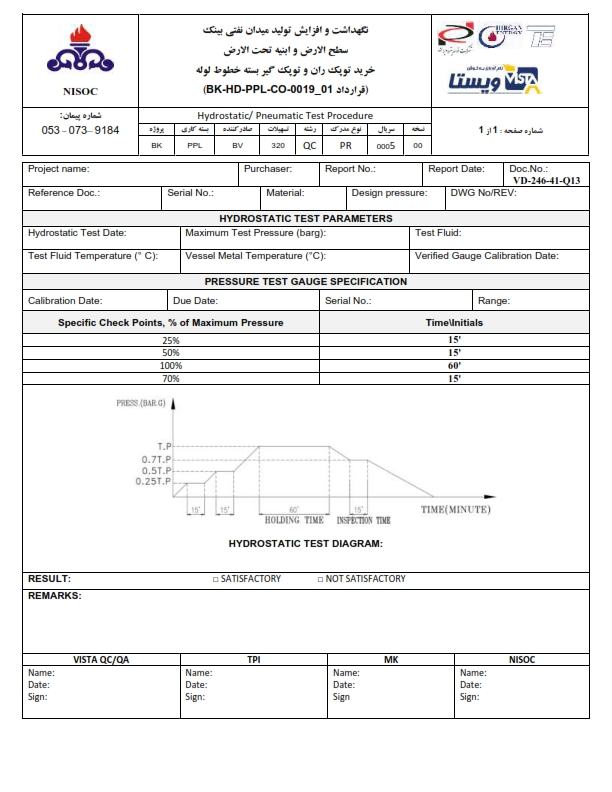 نگهداشت و افزایش تولید میدان نفتی بینک
سطح الارض و ابنیه تحت الارض
خرید توپک ران و توپک گیر بسته خطوط لوله
(قرارداد BK-HD-PPL-CO-0019_01)
NISOC
HIRGAN ENERGY
VISTA
ویستا
شماره پیمان:
053 – 073– 9184
Hydrostatic/ Pneumatic Test Procedure
پروژه بسته کاری صادرکننده تسهیلات رشته نوع مدرک سریال نسخه
BK PPL BV 320 QC PR 0005 00
شماره صفحه : 1 از 1
Project name: Purchaser: Report No.: Report Date: Doc.No.:
VD-246-41-Q13
Reference Doc.: Serial No.: Material: Design pressure: DWG No/REV:
HYDROSTATIC TEST PARAMETERS
Hydrostatic Test Date: Maximum Test Pressure (barg): Test Fluid:
Test Fluid Temperature (° C): Vessel Metal Temperature (°C): Verified Gauge Calibration Date:
PRESSURE TEST GAUGE SPECIFICATION
Calibration Date: Due Date: Serial No.: Range:
Specific Check Points, % of Maximum Pressure Time\Initials
25% 15'
50% 15'
100% 60'
70% 15'
PRESS.(BAR.G)
T.P
0.7T.P
0.5T.P
0.25T.P
15' 15' 60' 15' TIME(MINUTE)
HOLDING TIME INSPECTION TIME
HYDROSTATIC TEST DIAGRAM:
RESULT: □ SATISFACTORY □ NOT SATISFACTORY
REMARKS:
VISTA QC/QA TPI MK NISOC
Name: Name: Name: Name:
Date: Date: Date: Date:
Sign: Sign: Sign Sign: